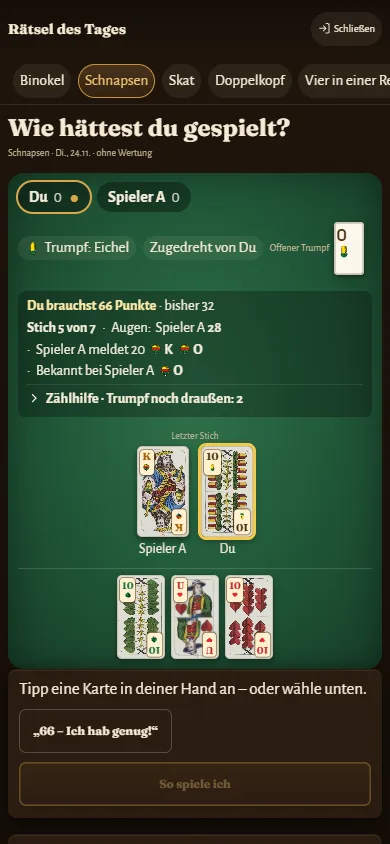 Rätsel des Tages
Schließen
Binokel Schnapsen Skat Doppelkopf Vier in einer Re
Wie hättest du gespielt?
Schnapsen · Di., 24.11. · ohne Wertung
Du 0 Spieler A 0
Trumpf: Eichel Zugedreht von Du Offener Trumpf O
Du brauchst 66 Punkte · bisher 32
Stich 5 von 7 · Augen: Spieler A 28
· Spieler A meldet 20 K O
· Bekannt bei Spieler A O
Zählhilfe · Trumpf noch draußen: 2
Letzter Stich
K K 10 10
Spieler A Du
10 10 U U 10 10
Tipp eine Karte in deiner Hand an – oder wähle unten.
„66 – Ich hab genug!“
So spiele ich